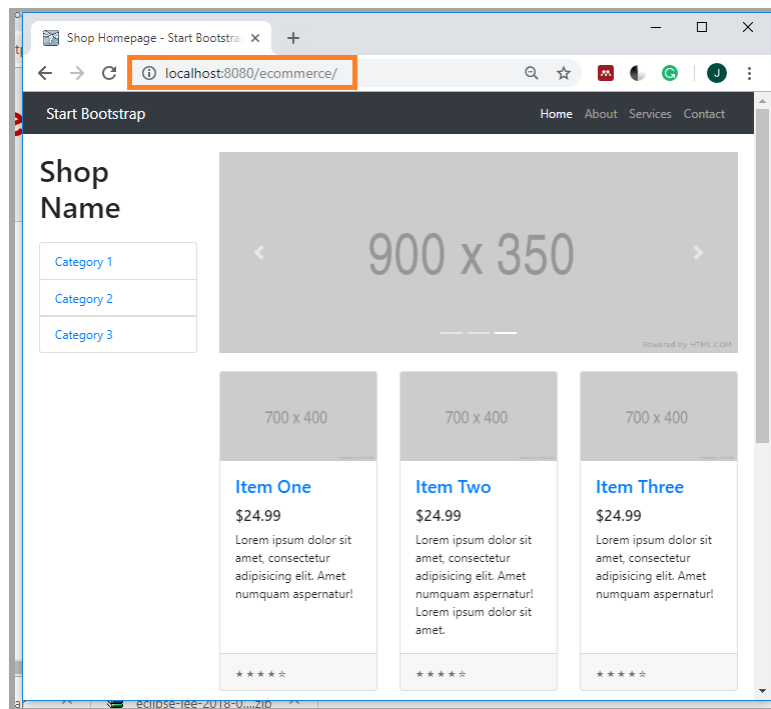 Shop Homepage - Start Bootstra
localhost:8080/ecommerce/
J
Start Bootstrap
Home About Services Contact
Shop
Name
Category 1
Category 2
Category 3
900 x 350
Powered by HTML.COM
700 x 400
700 x 400
700 x 400
Item One
$24.99
Lorem ipsum dolor sit
amet, consectetur
adipisicing elit. Amet
numquam aspernatur!
Item Two
$24.99
Lorem ipsum dolor sit
amet, consectetur
adipisicing elit. Amet
numquam aspernatur!
Lorem ipsum dolor sit
amet.
Item Three
$24.99
Lorem ipsum dolor sit
amet, consectetur
adipisicing elit. Amet
numquam aspernatur!
★ ★ ★ ★ ☆
★ ★ ★ ★ ☆
★ ★ ★ ★ ☆
eclipse-jee-2018-0....zip